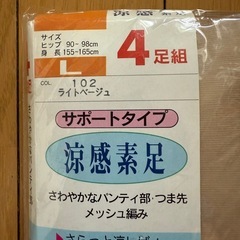 涼感
サイズ
ヒップ 90-98cm
身長 155-165cm
L
4足組
COL. 102
ライトベージュ
サポートタイプ
涼感素足
さわやかなパンティ部・つま先
メッシュ編み